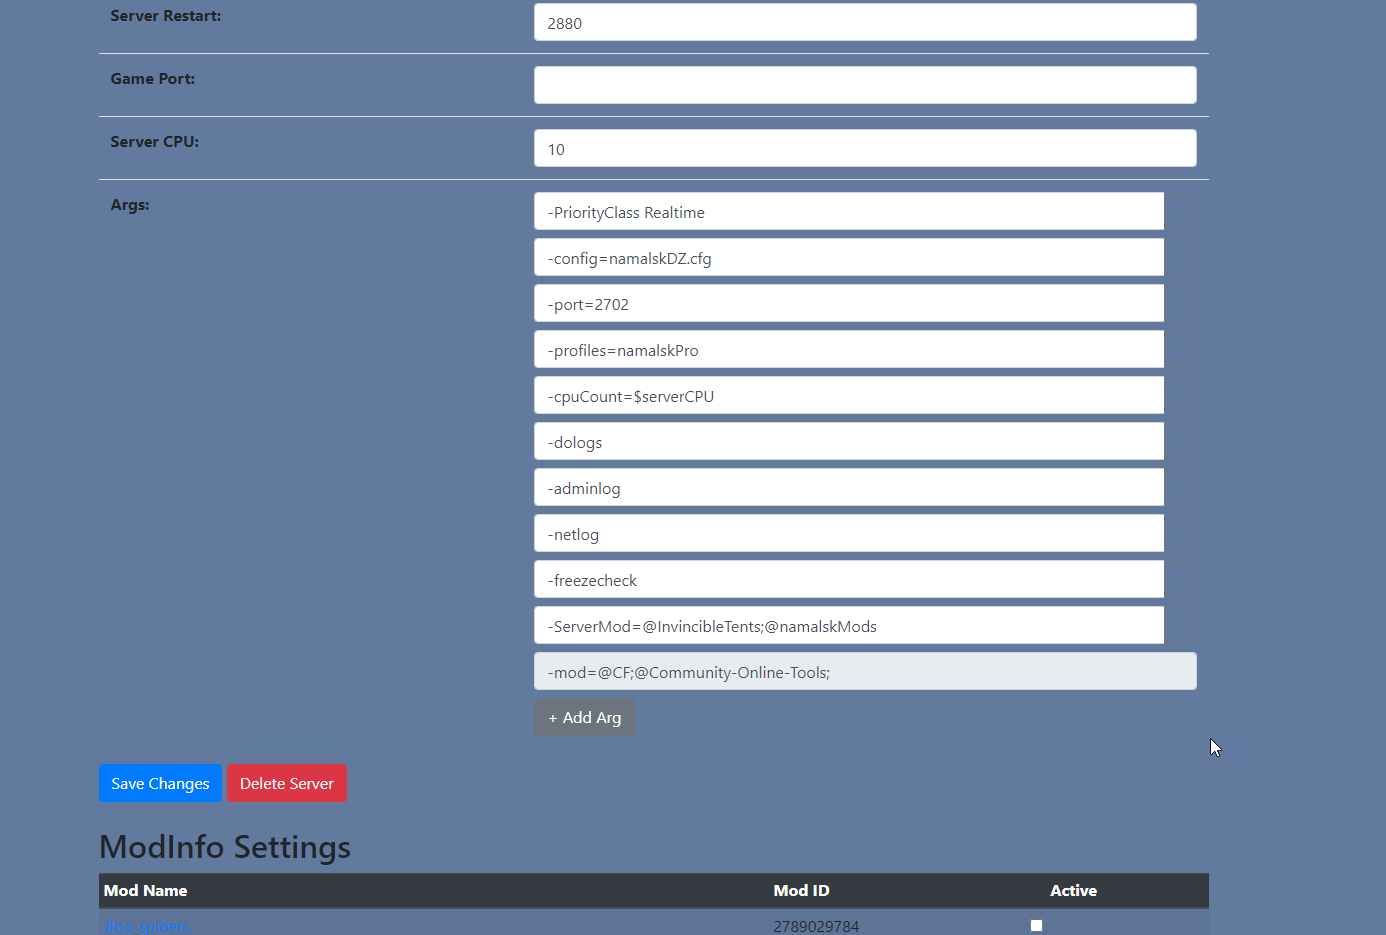 Server Restart:
2880
Game Port:
Server CPU:
10
Args:
-PriorityClass Realtime
-config=namalskDZ.cfg
-port=2702
-profiles=namalskPro
-cpuCount=$serverCPU
-dologs
-adminlog
-netlog
-freezecheck
-ServerMod=@InvincibleTents;@namalskMods
-mod=@CF;@Community-Online-Tools;
+ Add Arg
Save Changes Delete Server
ModInfo Settings
Mod Name Mod ID Active
dbo_spiders 2789029784